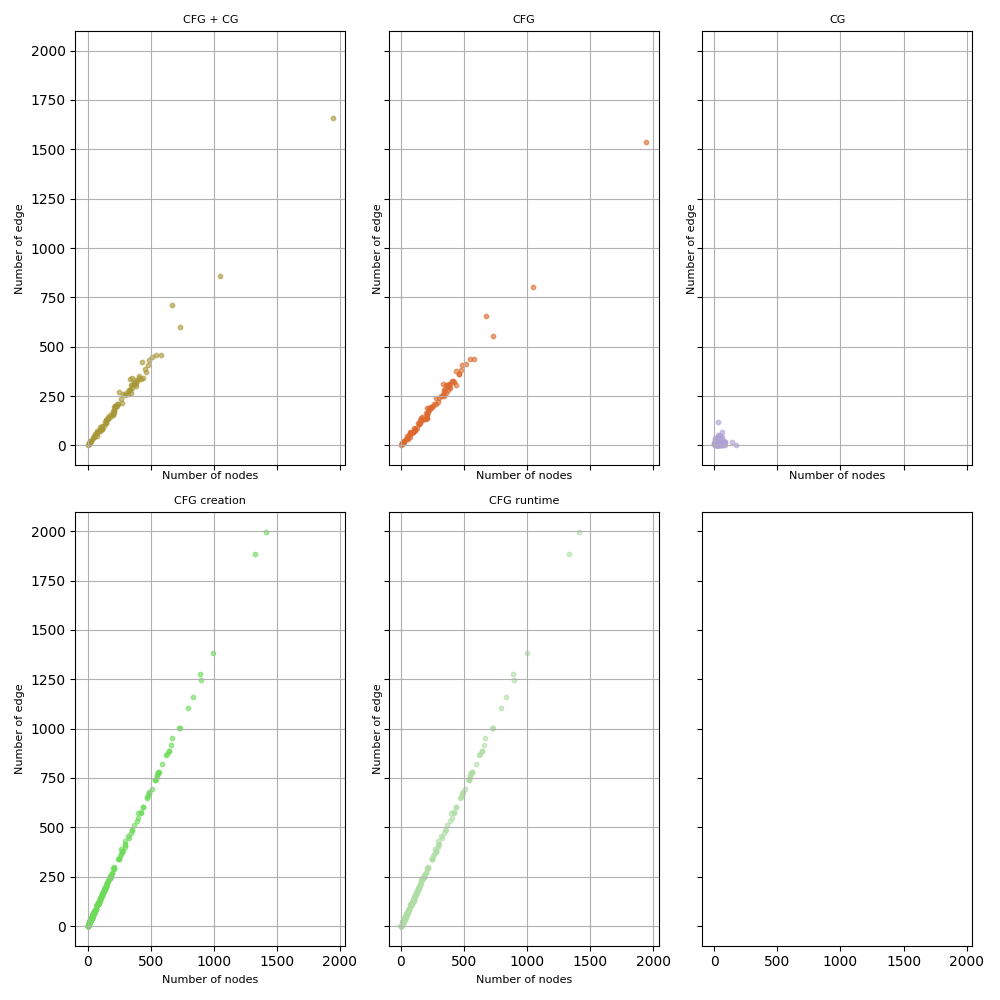 CFG + CG
CFG
CG
2000
1750
1500
1250
1000
750
500
250
0
Number of edge
Number of edge
Number of edge
Number of nodes
Number of nodes
Number of nodes
CFG creation
CFG runtime
2000
1750
1500
1250
1000
750
500
250
0
Number of edge
Number of edge
0 500 1000 1500 2000
0 500 1000 1500 2000
0 500 1000 1500 2000
Number of nodes
Number of nodes